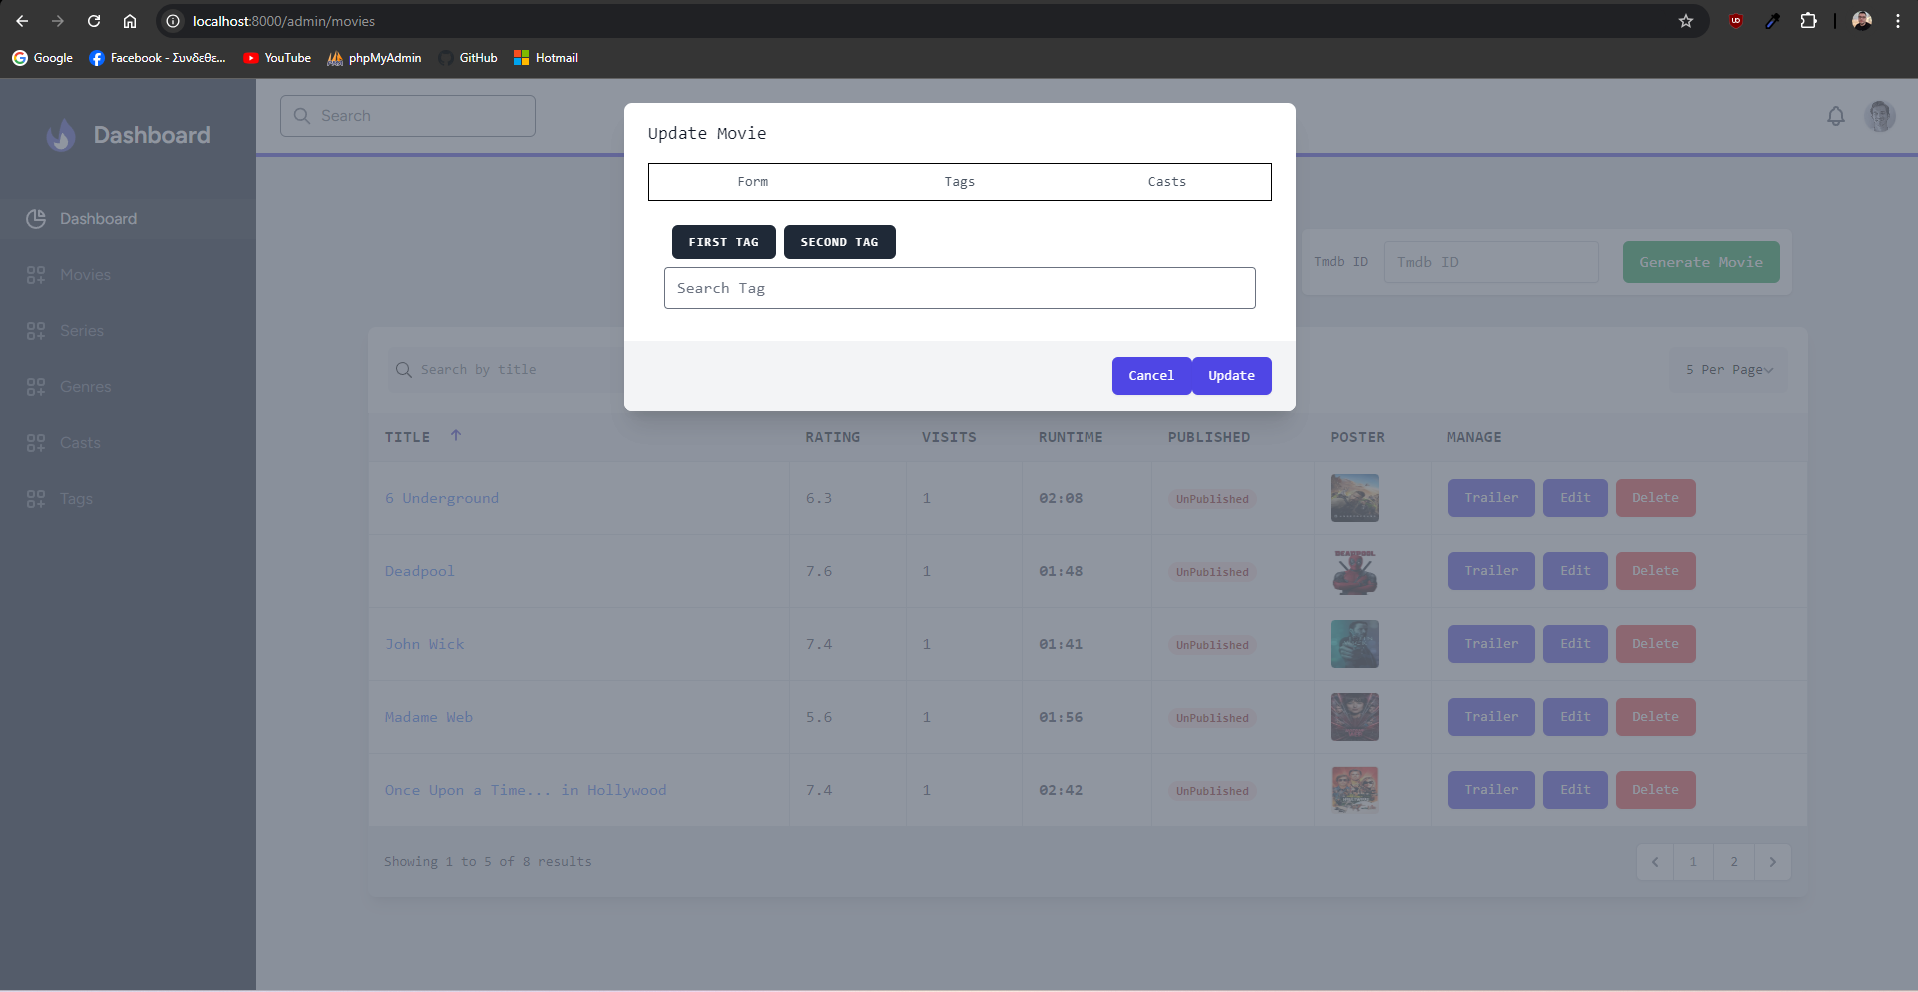 localhost:8000/admin/movies
Google Facebook - Συνδεθε... YouTube phpMyAdmin GitHub Hotmail
Dashboard
Search
Dashboard
Movies
Series
Genres
Casts
Tags
Update Movie
Form Tags Casts
FIRST TAG SECOND TAG
Search Tag
Cancel Update
Tmdb ID Tmdb ID Generate Movie
Search by title 5 Per Page
TITLE RATING VISITS RUNTIME PUBLISHED POSTER MANAGE
6 Underground 6.3 1 02:08 UnPublished Trailer Edit Delete
Deadpool 7.6 1 01:48 UnPublished DEADPOOL Trailer Edit Delete
John Wick 7.4 1 01:41 UnPublished Trailer Edit Delete
Madame Web 5.6 1 01:56 UnPublished Trailer Edit Delete
Once Upon a Time... in Hollywood 7.4 1 02:42 UnPublished Trailer Edit Delete
Showing 1 to 5 of 8 results 1 2